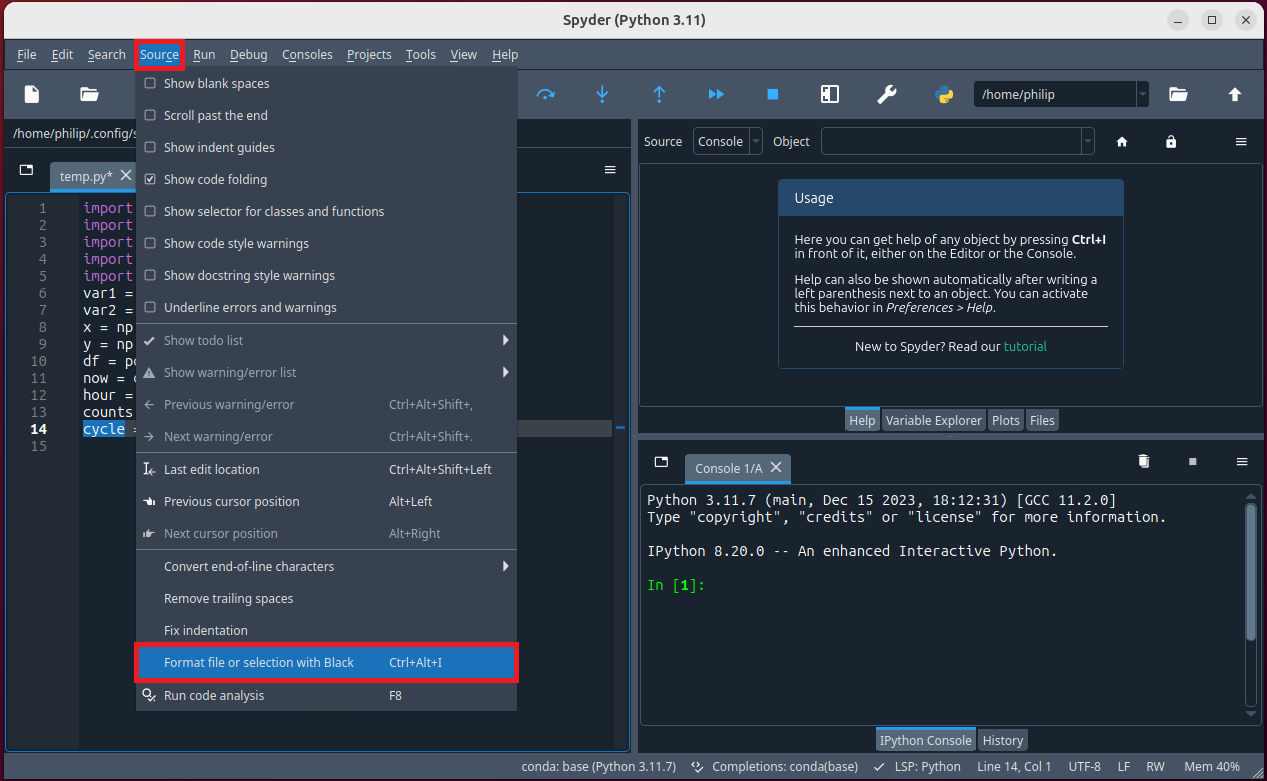 Spyder (Python 3.11)
File Edit Search Source Run Debug Consoles Projects Tools View Help
/home/philip
/home/philip/.config/s
temp.py*
1 import
2 import
3 import
4 import
5 import
6 var1 =
7 var2 =
8 x = np
9 y = np
10 df =
11 now =
12 hour =
13 counts
14 cycle =
15
Show blank spaces
Scroll past the end
Show indent guides
Show code folding
Show selector for classes and functions
Show code style warnings
Show docstring style warnings
Underline errors and warnings
Show todo list
Show warning/error list
Previous warning/error Ctrl+Alt+Shift+,
Next warning/error Ctrl+Alt+Shift+.
Last edit location Ctrl+Alt+Shift+Left
Previous cursor position Alt+Left
Next cursor position Alt+Right
Convert end-of-line characters
Remove trailing spaces
Fix indentation
Format file or selection with Black Ctrl+Alt+I
Run code analysis F8
Source Console Object
Usage
Here you can get help of any object by pressing Ctrl+I
in front of it, either on the Editor or the Console.
Help can also be shown automatically after writing a
left parenthesis next to an object. You can activate
this behavior in Preferences > Help.
New to Spyder? Read our tutorial
Help Variable Explorer Plots Files
Console 1/A
Python 3.11.7 (main, Dec 15 2023, 18:12:31) [GCC 11.2.0]
Type "copyright", "credits" or "license" for more information.
IPython 8.20.0 -- An enhanced Interactive Python.
In [1]:
IPython Console History
conda: base (Python 3.11.7) Completions: conda(base) LSP: Python Line 14, Col 1 UTF-8 LF RW Mem 40%